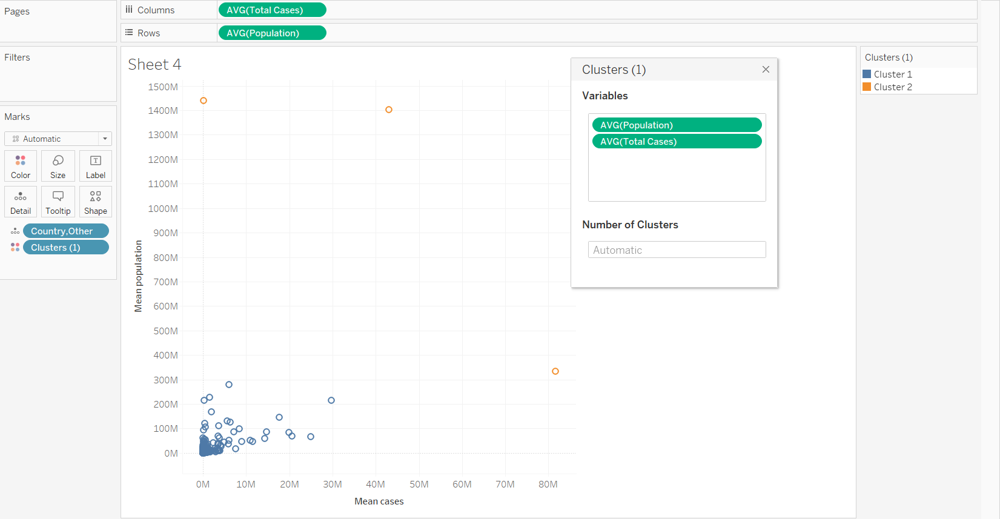 Pages
Columns
AVG(Total Cases)
Rows
AVG(Population)
Filters
Marks
Automatic
Color
Size
Label
Detail
Tooltip
Shape
Country,Other
Clusters (1)
Sheet 4
1500M
1400M
1300M
1200M
1100M
1000M
900M
800M
700M
600M
500M
400M
300M
200M
100M
0M
Mean population
0M 10M 20M 30M 40M 50M 60M 70M 80M
Mean cases
Clusters (1)
Variables
AVG(Population)
AVG(Total Cases)
Number of Clusters
Automatic
Clusters (1)
Cluster 1
Cluster 2